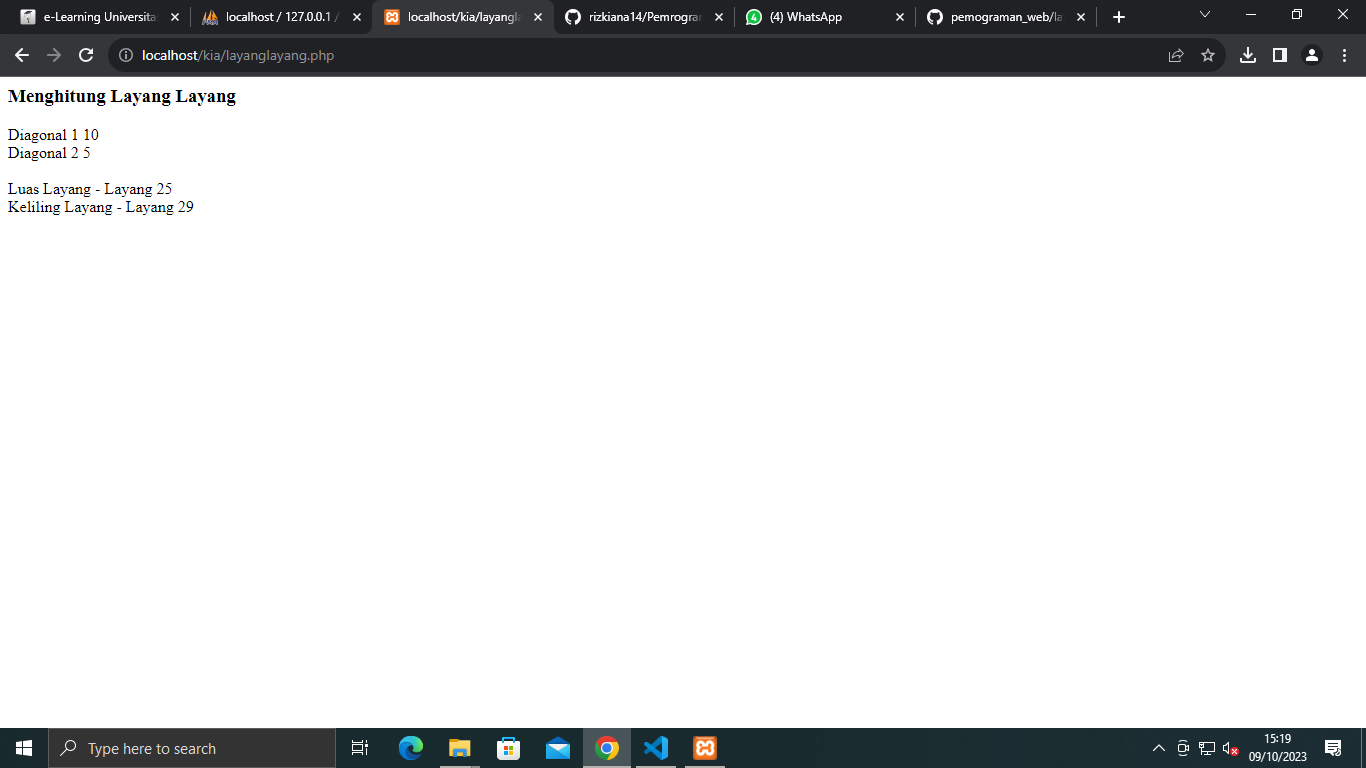 e-Learning Universita
localhost / 127.0.0.1 /
localhost/kia/layangla
rizkiana14/Pemrogran
4
(4) WhatsApp
pemograman_web/la
localhost/kia/layanglayang.php
Menghitung Layang Layang
Diagonal 1 10
Diagonal 2 5
Luas Layang - Layang 25
Keliling Layang - Layang 29
Type here to search
15:19
09/10/2023